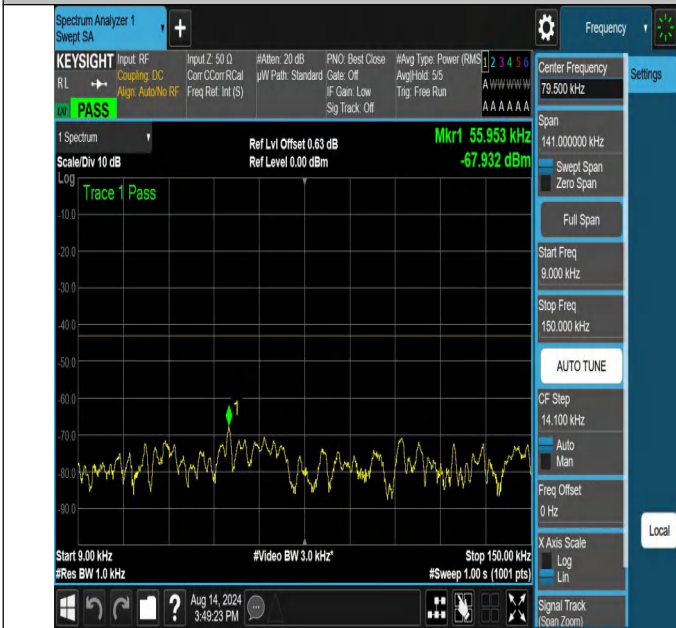 Spectrum Analyzer 1
Swept SA
+
Frequency
KEYSIGHT
RL
PASS
Input: RF
Coupling: DC
Align: Auto/No RF
Input Z: 50 Ω
Corr CCorr RCal
Freq Ref: Int (S)
#Atten: 20 dB
µW Path: Standard
PNO: Best Close
Gate: Off
IF Gain: Low
Sig Track: Off
#Avg Type: Power (RMS
Avg|Hold: 5/5
Trig: Free Run
1 2 3 4 5 6
A W W W W W
A A A A A A
1 Spectrum
Scale/Div 10 dB
Ref Lvl Offset 0.63 dB
Ref Level 0.00 dBm
Mkr1 55.953 kHz
-67.932 dBm
Log
Trace 1 Pass
-10.0
-20.0
-30.0
-40.0
-50.0
-60.0
1
-70.0
-80.0
-90.0
Start 9.00 kHz
#Video BW 3.0 kHz*
Stop 150.00 kHz
#Res BW 1.0 kHz
#Sweep 1.00 s (1001 pts)
?
Aug 14, 2024
3:49:23 PM
Center Frequency
79.500 kHz
Settings
Span
141.000000 kHz
Swept Span
Zero Span
Full Span
Start Freq
9.000 kHz
Stop Freq
150.000 kHz
AUTO TUNE
CF Step
14.100 kHz
Auto
Man
Freq Offset
0 Hz
Local
X Axis Scale
Log
Lin
Signal Track
(Span Zoom)